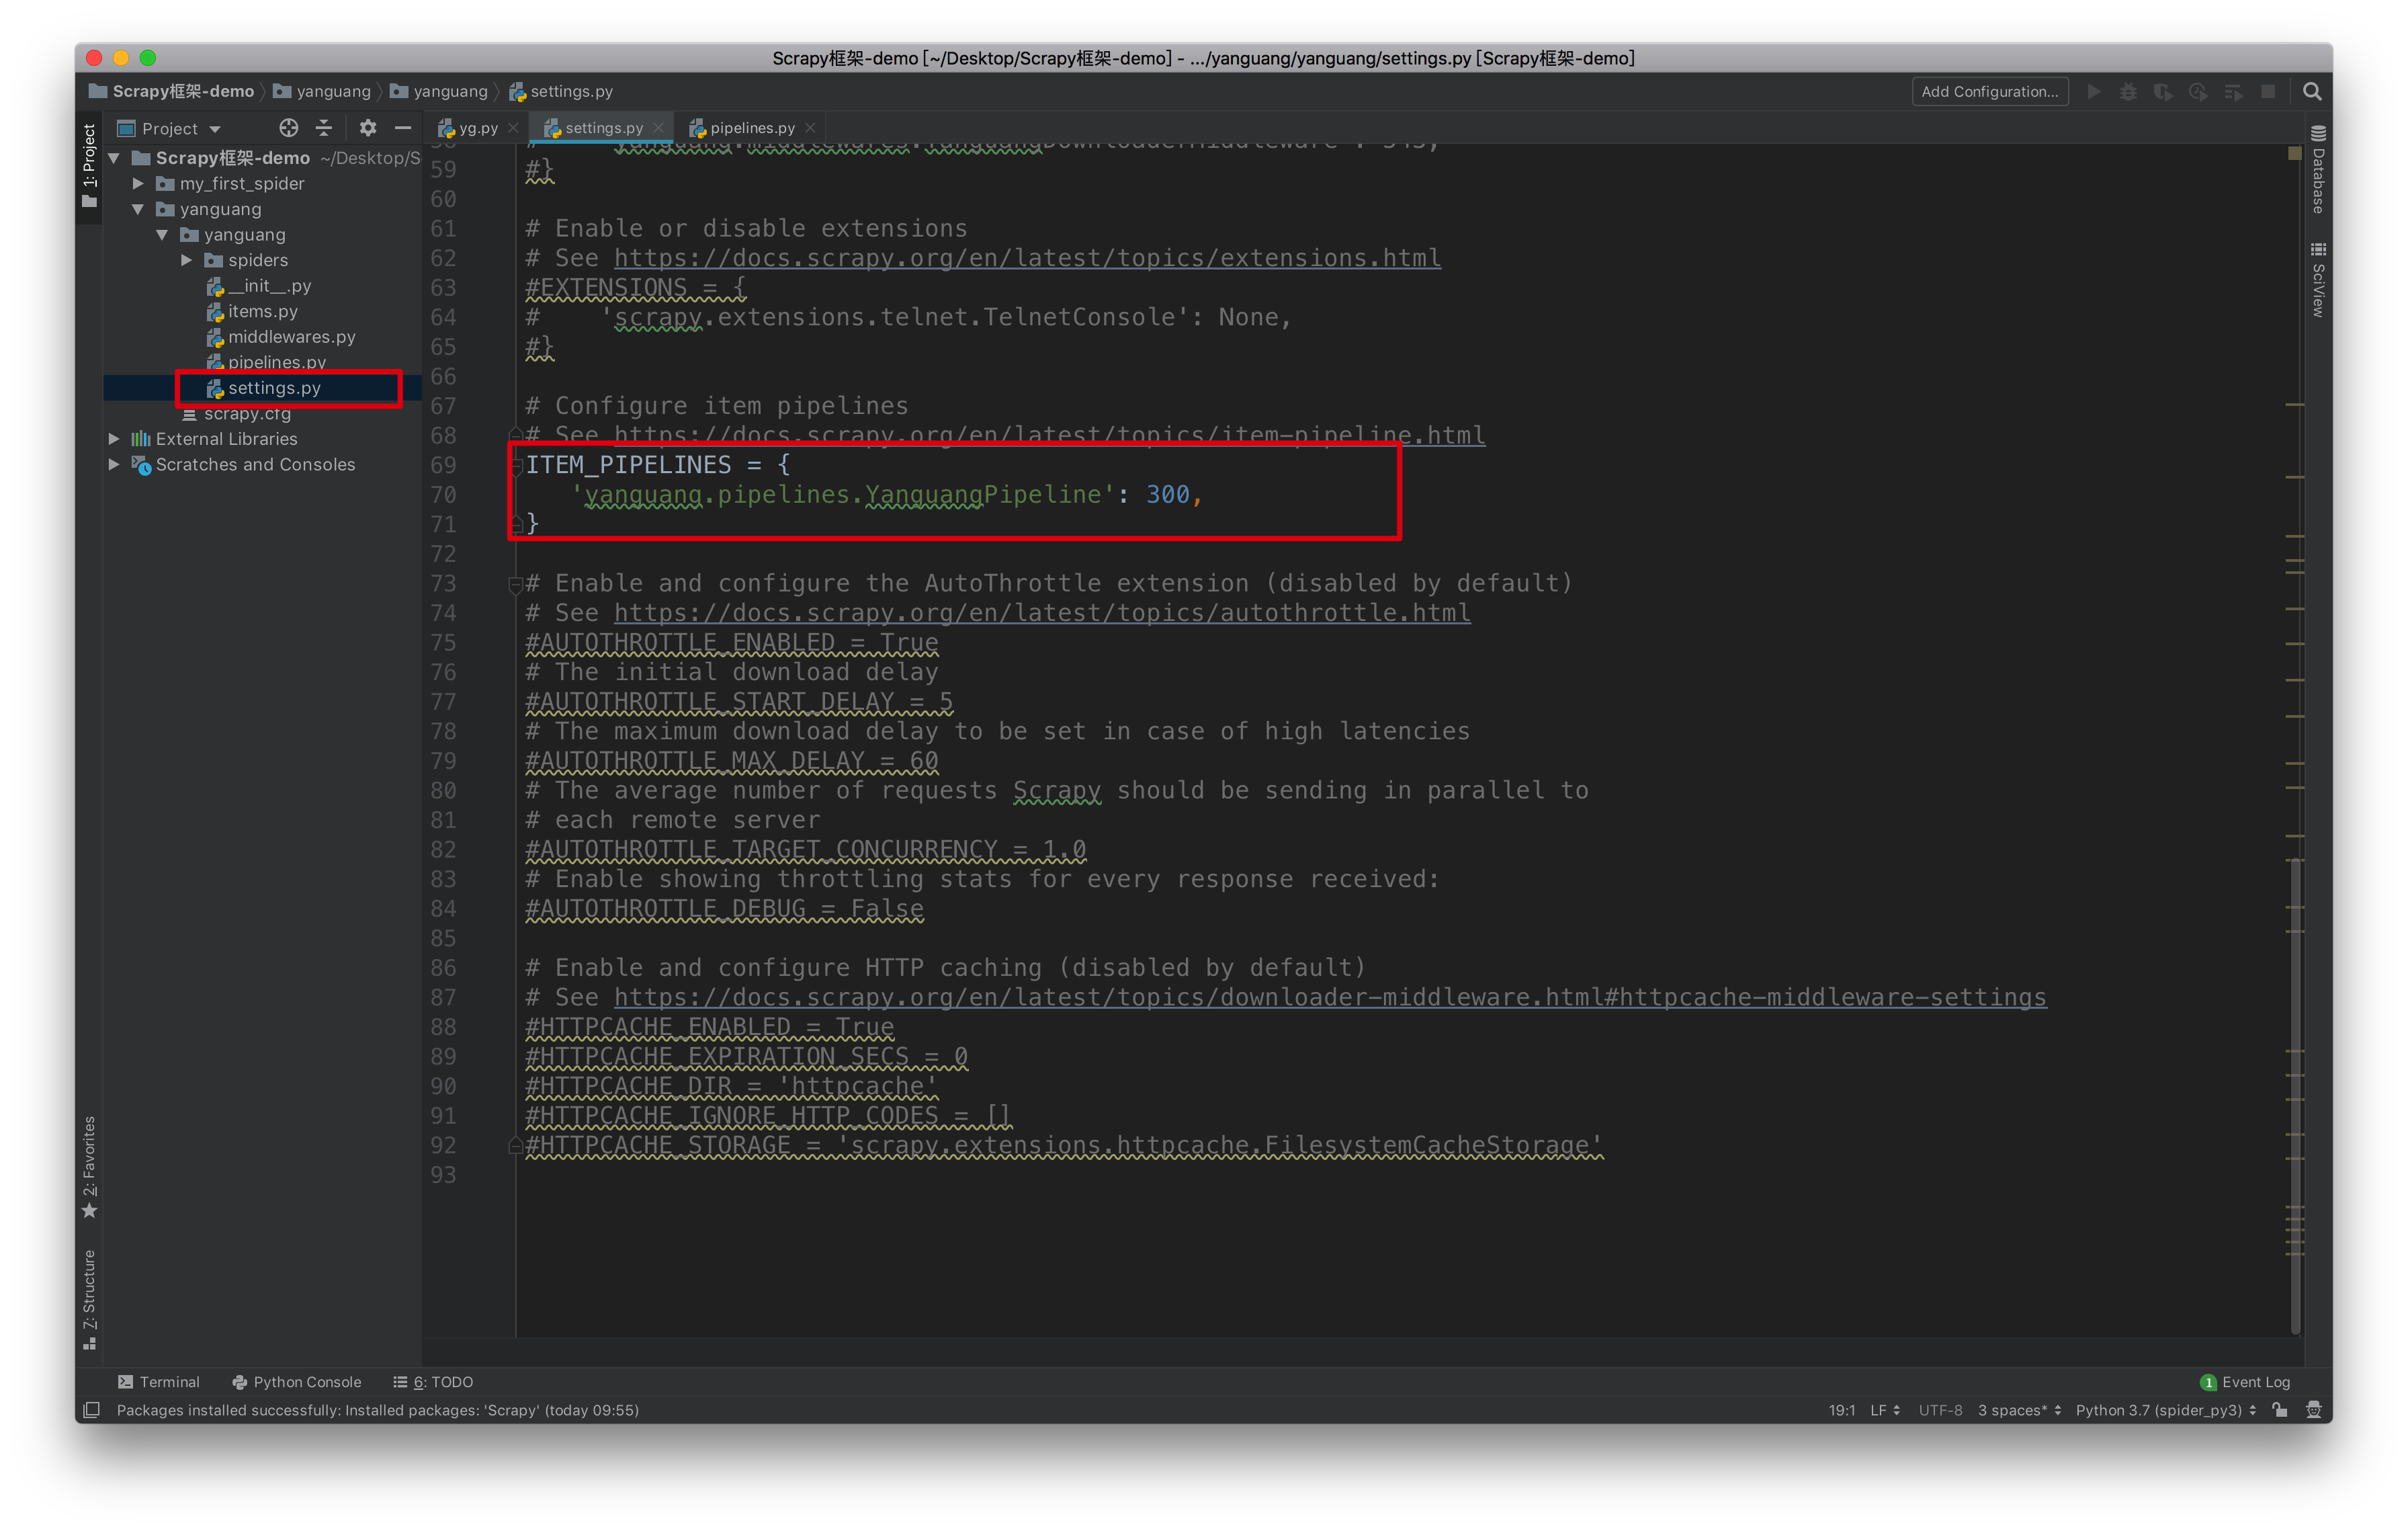 Scrapy框架-demo [~/Desktop/Scrapy框架-demo] - .../yanguang/yanguang/settings.py [Scrapy框架-demo]
Scrapy框架-demo yanguang yanguang settings.py
Add Configuration...
Project
yg.py settings.py pipelines.py
1: Project
Scrapy框架-demo ~/Desktop/S
my_first_spider
yanguang
yanguang
spiders
__init__.py
items.py
middlewares.py
pipelines.py
settings.py
scrapy.cfg
External Libraries
Scratches and Consoles
2: Favorites
7: Structure
58 # 'yanguang.middlewares.YanguangDownloaderMiddleware': 543,
59 #}
60
61 # Enable or disable extensions
62 # See https://docs.scrapy.org/en/latest/topics/extensions.html
63 #EXTENSIONS = {
64 #    'scrapy.extensions.telnet.TelnetConsole': None,
65 #}
66
67 # Configure item pipelines
68 # See https://docs.scrapy.org/en/latest/topics/item-pipeline.html
69 ITEM_PIPELINES = {
70    'yanguang.pipelines.YanguangPipeline': 300,
71 }
72
73 # Enable and configure the AutoThrottle extension (disabled by default)
74 # See https://docs.scrapy.org/en/latest/topics/autothrottle.html
75 #AUTOTHROTTLE_ENABLED = True
76 # The initial download delay
77 #AUTOTHROTTLE_START_DELAY = 5
78 # The maximum download delay to be set in case of high latencies
79 #AUTOTHROTTLE_MAX_DELAY = 60
80 # The average number of requests Scrapy should be sending in parallel to
81 # each remote server
82 #AUTOTHROTTLE_TARGET_CONCURRENCY = 1.0
83 # Enable showing throttling stats for every response received:
84 #AUTOTHROTTLE_DEBUG = False
85
86 # Enable and configure HTTP caching (disabled by default)
87 # See https://docs.scrapy.org/en/latest/topics/downloader-middleware.html#httpcache-middleware-settings
88 #HTTPCACHE_ENABLED = True
89 #HTTPCACHE_EXPIRATION_SECS = 0
90 #HTTPCACHE_DIR = 'httpcache'
91 #HTTPCACHE_IGNORE_HTTP_CODES = []
92 #HTTPCACHE_STORAGE = 'scrapy.extensions.httpcache.FilesystemCacheStorage'
93
Database
SciView
Terminal Python Console 6: TODO
1 Event Log
Packages installed successfully: Installed packages: 'Scrapy' (today 09:55)
19:1 LF UTF-8 3 spaces* Python 3.7 (spider_py3)